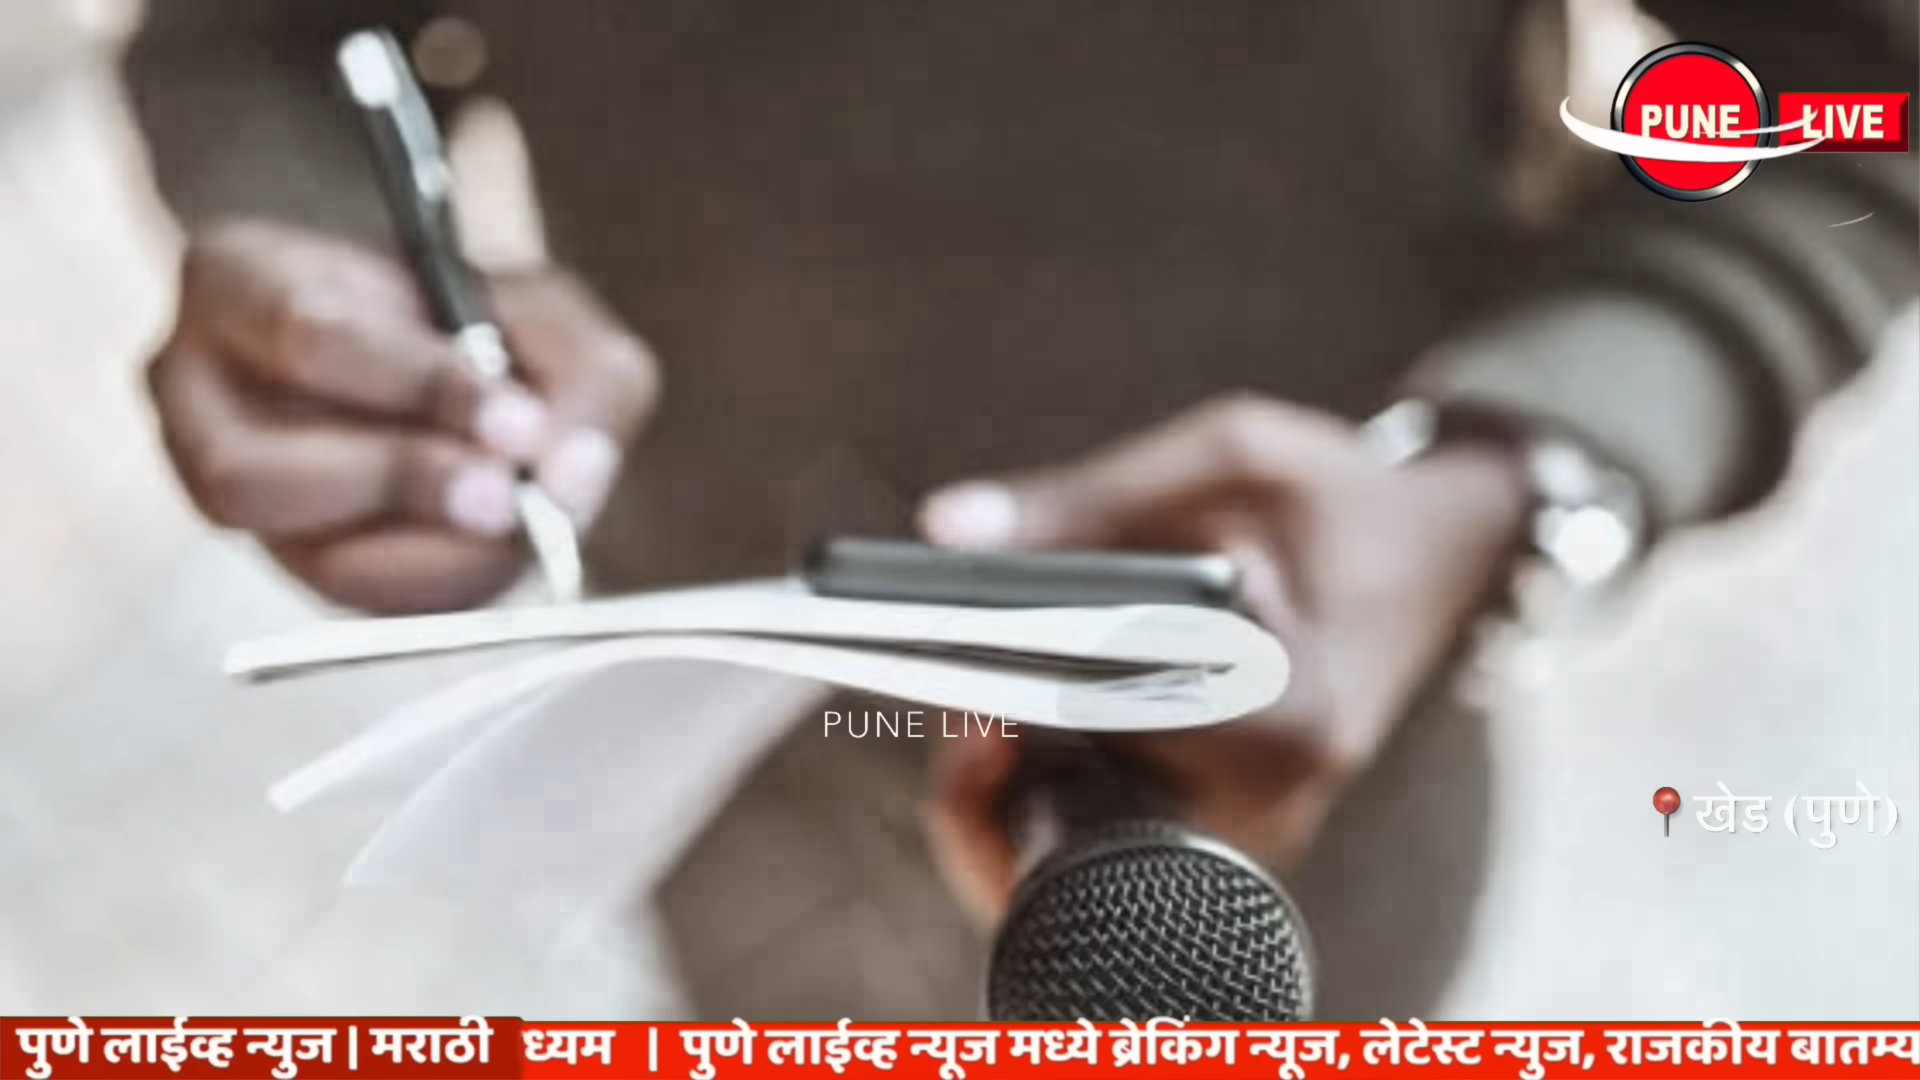 PUNE LIVE
PUNE LIVE
खेड (पुणे)
पुणे लाईव्ह न्युज | मराठी
ध्यम | पुणे लाईव्ह न्यूज मध्ये ब्रेकिंग न्यूज, लेटेस्ट न्युज, राजकीय बातम्य